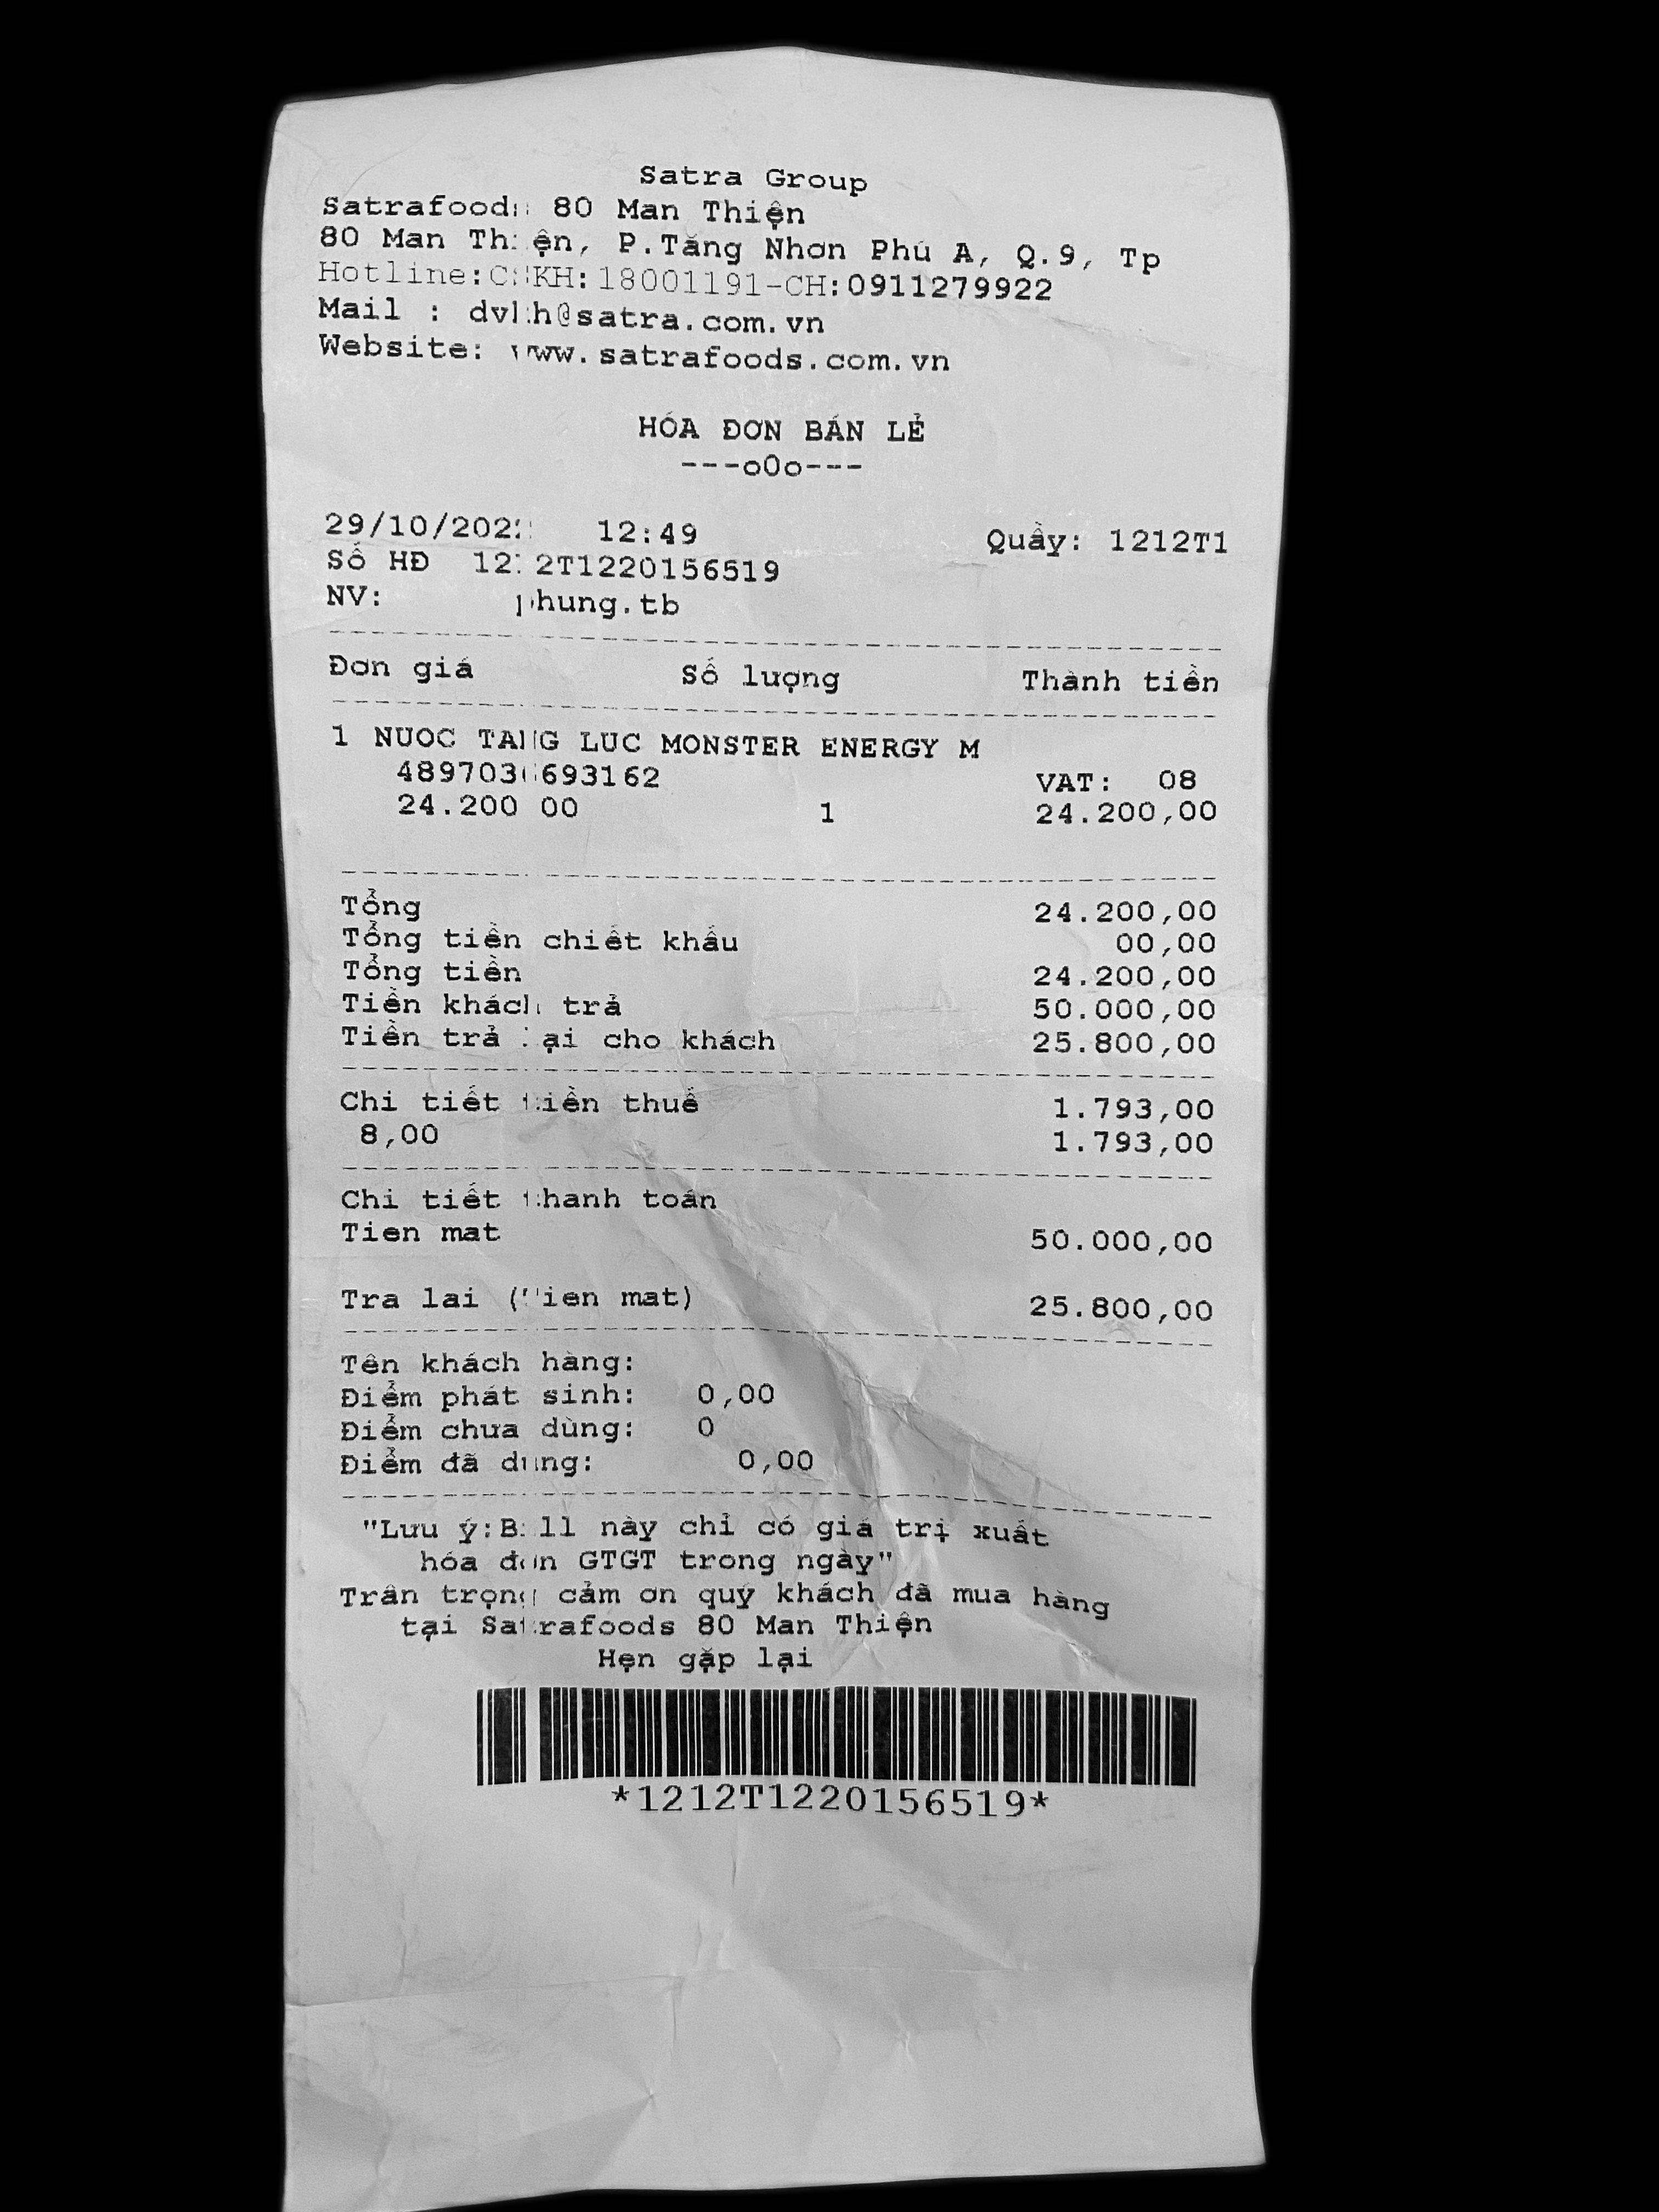 Satra Group
Satrafoods 80 Man Thiện
80 Man Thiện, P.Tăng Nhơn Phú A, Q.9, Tp
Hotline:CSKH:18001191-CH:0911279922
Mail : dvkh@satra.com.vn
Website: www.satrafoods.com.vn
HÓA ĐƠN BÁN LẺ
---o0o---
29/10/2022 12:49 Quầy: 1212T1
Số HĐ 1212T1220156519
NV: phung.tb
Đơn giá Số lượng Thành tiền
1 NUOC TANG LUC MONSTER ENERGY M
VAT: 08
24.200,00 1 24.200,00
Tổng 24.200,00
Tổng tiền chiết khấu 00,00
Tổng tiền 24.200,00
Tiền khách trả 50.000,00
Tiền trả lại cho khách 25.800,00
Chi tiết tiền thuế 1.793,00
8,00 1.793,00
Chi tiết thanh toán
Tien mat 50.000,00
Tra lai (Tien mat) 25.800,00
Tên khách hàng:
Điểm phát sinh: 0,00
Điểm chưa dùng: 0
Điểm đã dùng: 0,00
"Lưu ý:Bill này chỉ có giá trị xuất
hóa đơn GTGT trong ngày"
Trân trọng cảm ơn quý khách đã mua hàng
tại Satrafoods 80 Man Thiện
Hẹn gặp lại
*1212T1220156519*